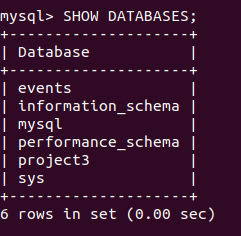 mysql> SHOW DATABASES;
+--------------------+
| Database           |
+--------------------+
| events             |
| information_schema |
| mysql              |
| performance_schema |
| project3           |
| sys                |
+--------------------+
6 rows in set (0.00 sec)